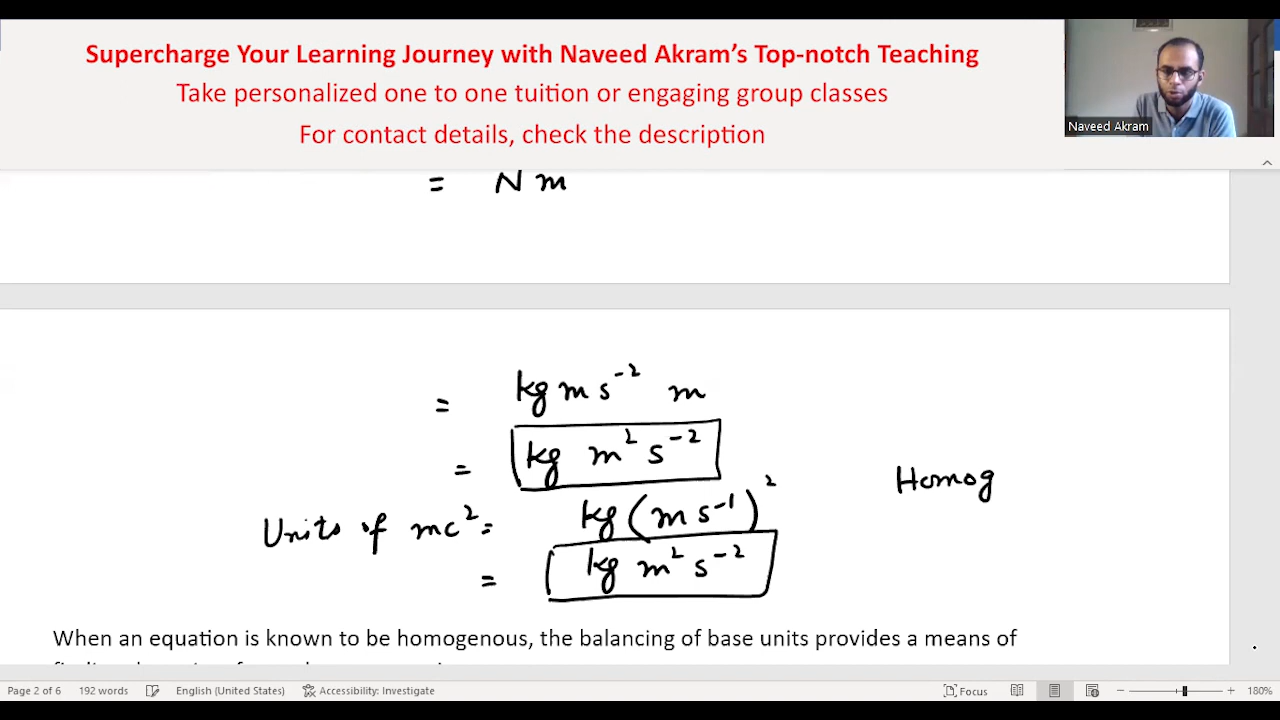 Supercharge Your Learning Journey with Naveed Akram's Top-notch Teaching
Take personalized one to one tuition or engaging group classes
For contact details, check the description
Naveed Akram
= N m
= kg m s⁻² m
= kg m² s⁻²
Homog
Units of mc² = kg (m s⁻¹)²
= kg m² s⁻²
When an equation is known to be homogenous, the balancing of base units provides a means of
Page 2 of 6 192 words English (United States) Accessibility: Investigate Focus 180%